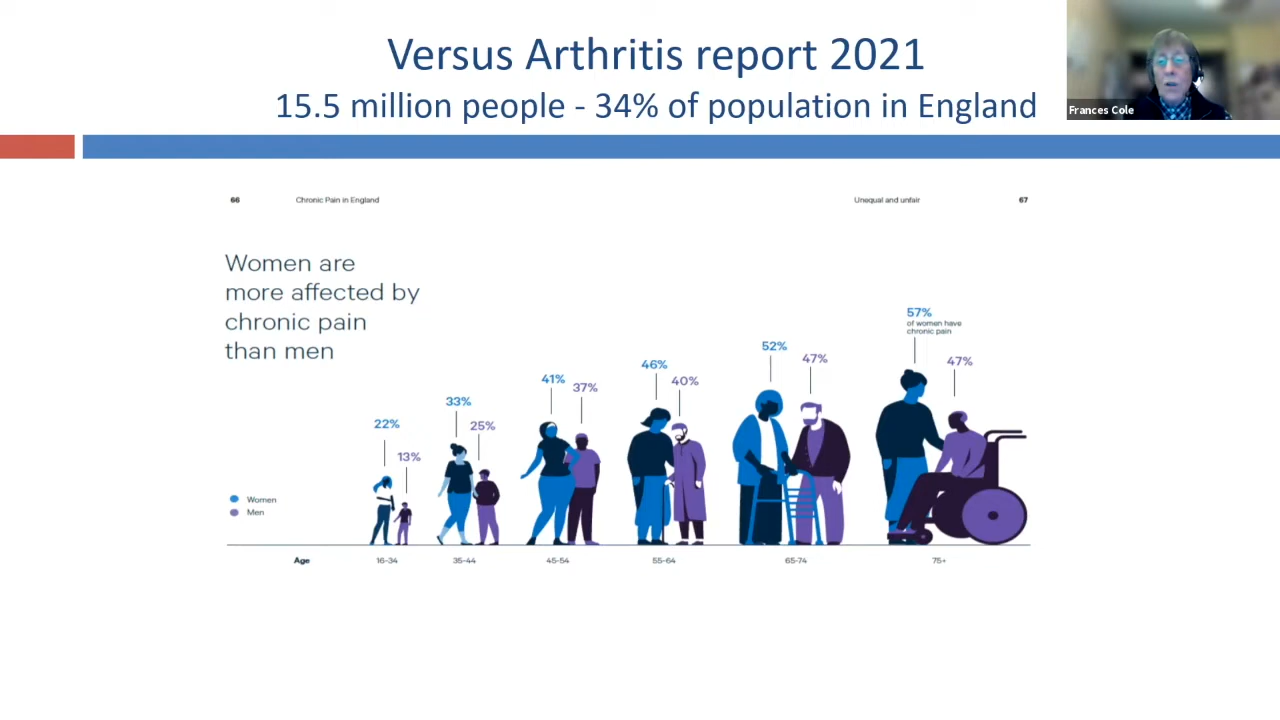 Versus Arthritis report 2021
15.5 million people - 34% of population in England
Frances Cole
66
Chronic Pain in England
Unequal and unfair
67
Women are
more affected by
chronic pain
than men
22%
13%
33%
25%
41%
37%
46%
40%
52%
47%
57%
of women have
chronic pain
47%
Women
Men
Age
16-34
35-44
45-54
55-64
65-74
75+